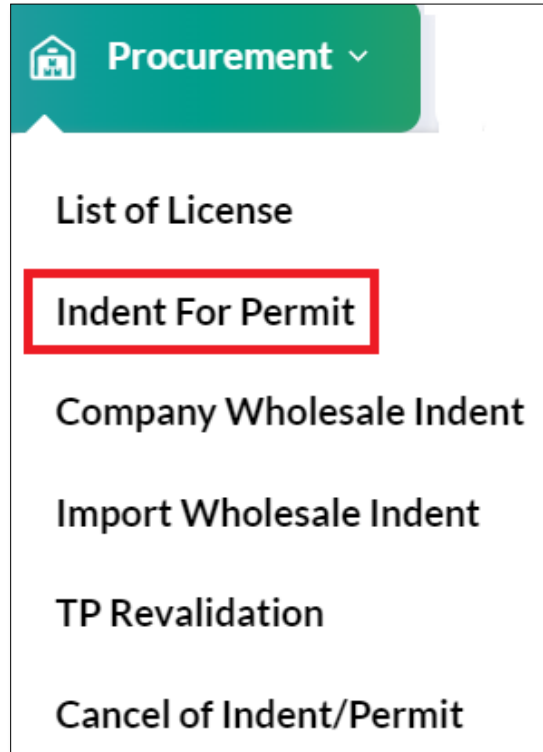 Procurement
List of License
Indent For Permit
Company Wholesale Indent
Import Wholesale Indent
TP Revalidation
Cancel of Indent/Permit